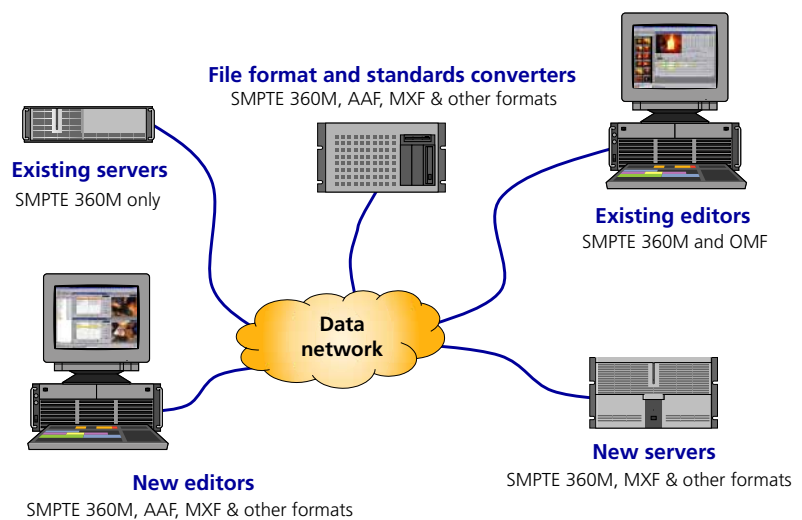 File format and standards converters
SMPTE 360M, AAF, MXF & other formats
Existing servers
SMPTE 360M only
Existing editors
SMPTE 360M and OMF
Data
network
New servers
SMPTE 360M, MXF & other formats
New editors
SMPTE 360M, AAF, MXF & other formats